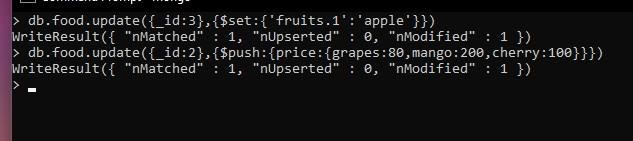 > db.food.update({_id:3},{$set:{'fruits.1':'apple'}})
WriteResult({ "nMatched" : 1, "nUpserted" : 0, "nModified" : 1 })
> db.food.update({_id:2},{$push:{price:{grapes:80,mango:200,cherry:100}}})
WriteResult({ "nMatched" : 1, "nUpserted" : 0, "nModified" : 1 })
>